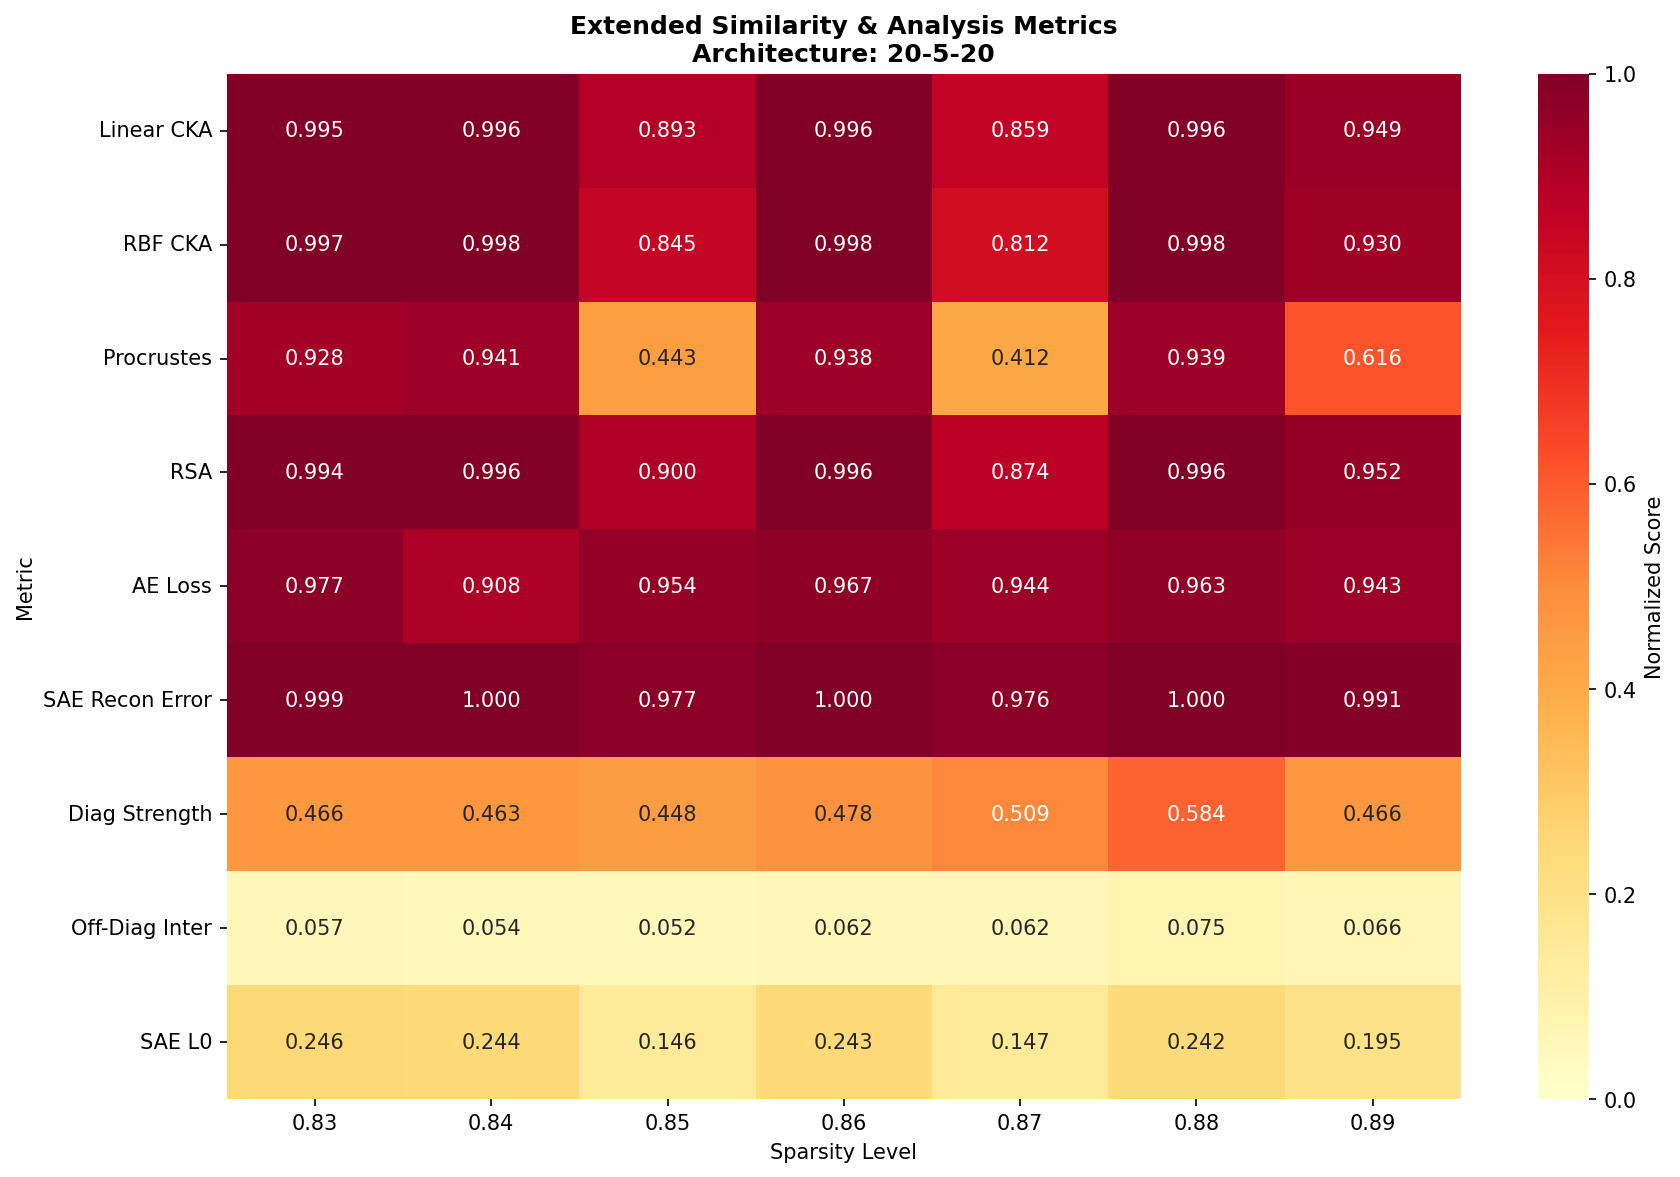 Extended Similarity & Analysis Metrics
Architecture: 20-5-20
Metric
Linear CKA 0.995 0.996 0.893 0.996 0.859 0.996 0.949
RBF CKA 0.997 0.998 0.845 0.998 0.812 0.998 0.930
Procrustes 0.928 0.941 0.443 0.938 0.412 0.939 0.616
RSA 0.994 0.996 0.900 0.996 0.874 0.996 0.952
AE Loss 0.977 0.908 0.954 0.967 0.944 0.963 0.943
SAE Recon Error 0.999 1.000 0.977 1.000 0.976 1.000 0.991
Diag Strength 0.466 0.463 0.448 0.478 0.509 0.584 0.466
Off-Diag Inter 0.057 0.054 0.052 0.062 0.062 0.075 0.066
SAE L0 0.246 0.244 0.146 0.243 0.147 0.242 0.195
0.83 0.84 0.85 0.86 0.87 0.88 0.89
Sparsity Level
1.0
0.8
0.6
0.4
0.2
0.0
Normalized Score